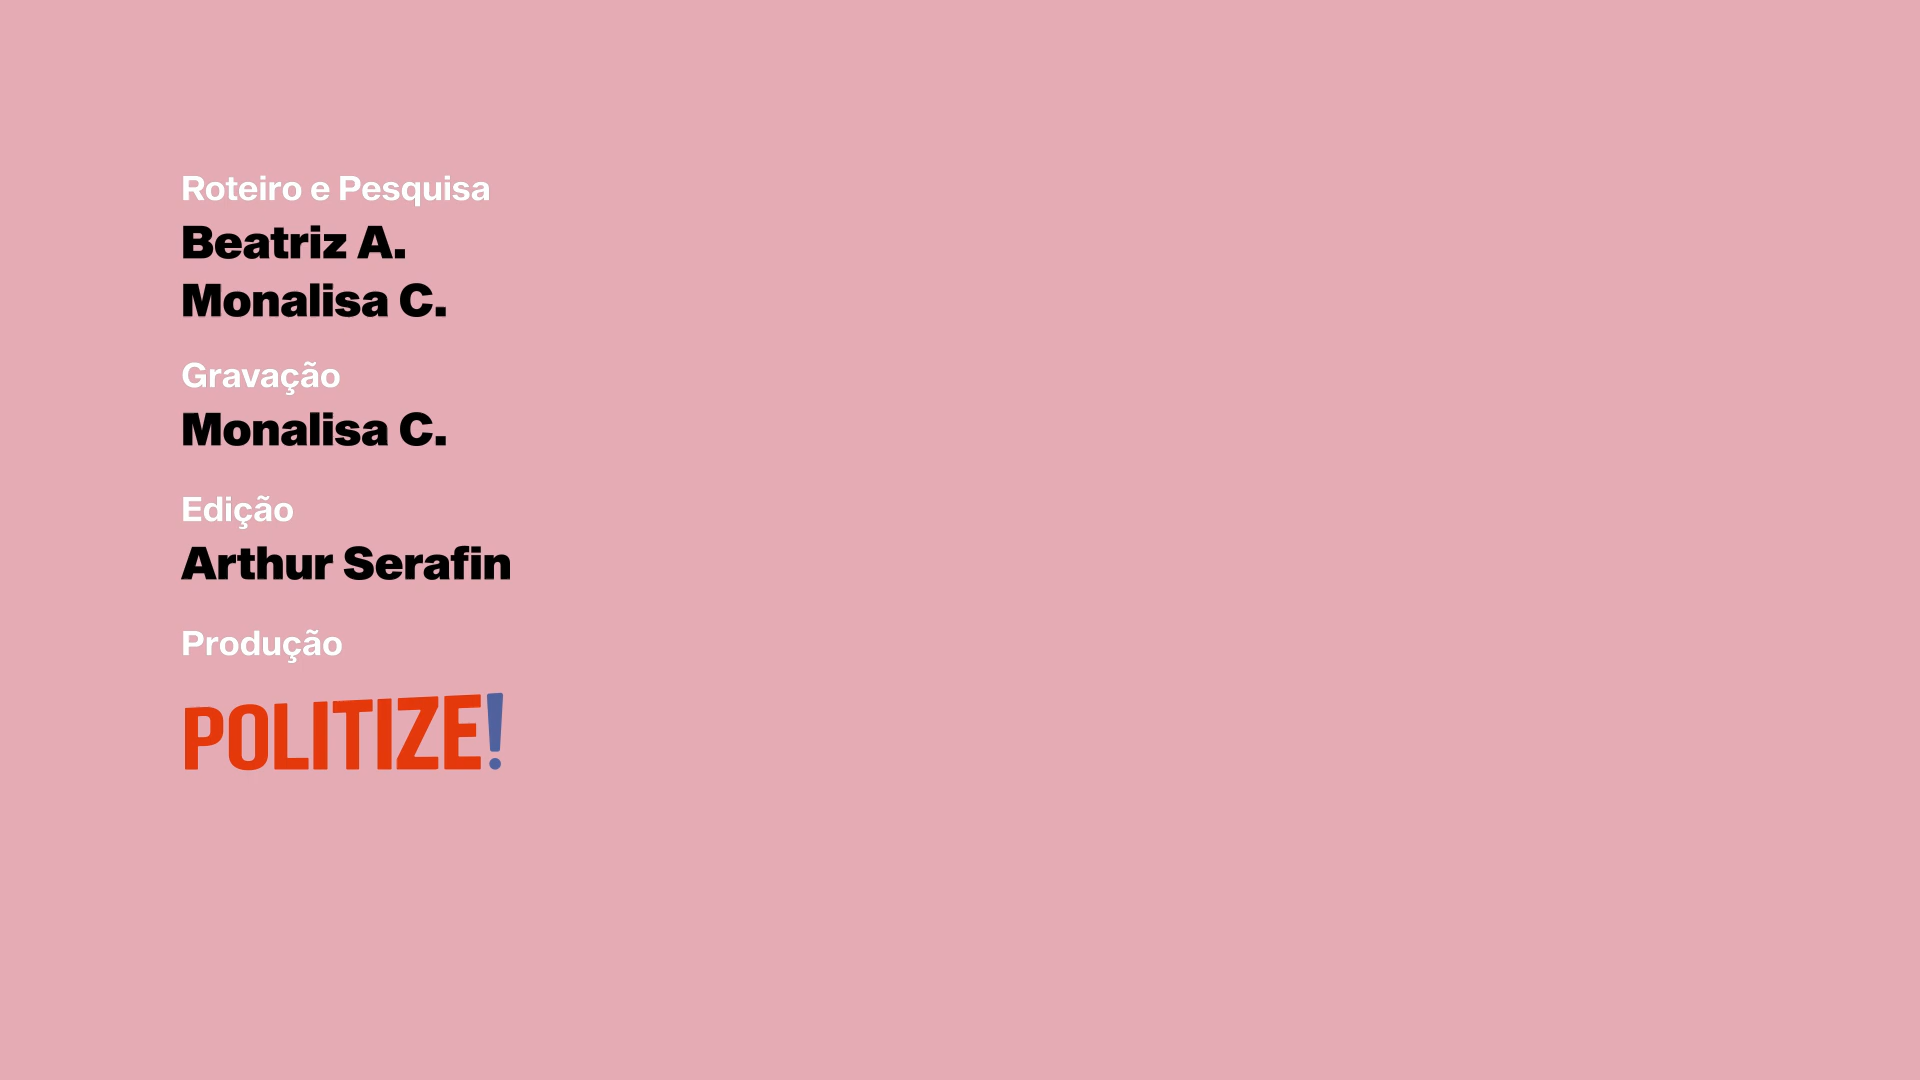 Roteiro e Pesquisa
Beatriz A.
Monalisa C.
Gravação
Monalisa C.
Edição
Arthur Serafin
Produção
POLITIZE!